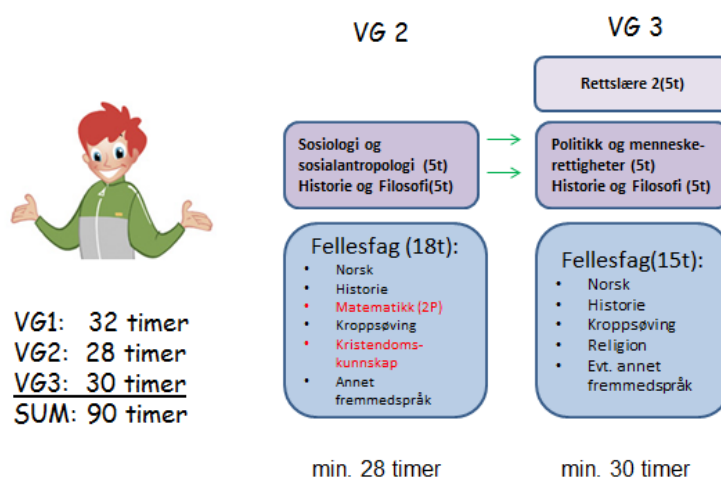 VG 2
VG 3
Rettslære 2(5t)
Sosiologi og
sosialantropologi (5t)
Historie og Filosofi(5t)
Politikk og menneske-
rettigheter (5t)
Historie og Filosofi (5t)
Fellesfag (18t):
• Norsk
• Historie
• Matematikk (2P)
• Kroppsøving
• Kristendoms-
kunnskap
• Annet
fremmedspråk
Fellesfag(15t):
• Norsk
• Historie
• Kroppsøving
• Religion
• Evt. annet
fremmedspråk
VG1: 32 timer
VG2: 28 timer
VG3: 30 timer
SUM: 90 timer
min. 28 timer
min. 30 timer